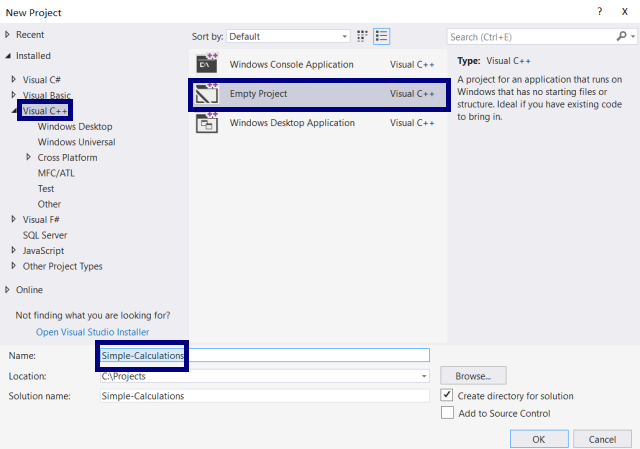 New Project ? X
Recent
Installed
Visual C#
Visual Basic
Visual C++
Windows Desktop
Windows Universal
Cross Platform
MFC/ATL
Test
Other
Visual F#
SQL Server
JavaScript
Other Project Types
Online
Not finding what you are looking for?
Open Visual Studio Installer
Sort by: Default
Windows Console Application Visual C++
Empty Project Visual C++
Windows Desktop Application Visual C++
Search (Ctrl+E)
Type: Visual C++
A project for an application that runs on
Windows that has no starting files or
structure. Ideal if you have existing code
to bring in.
Name: Simple-Calculations
Location: C:\Projects
Browse...
Solution name: Simple-Calculations
Create directory for solution
Add to Source Control
OK Cancel